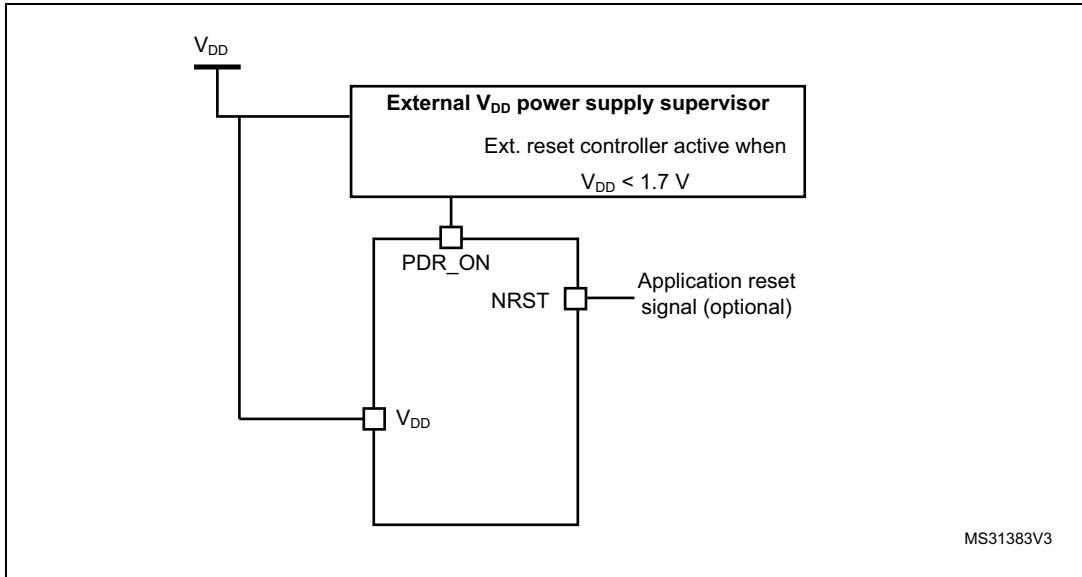 VDD
External VDD power supply supervisor
Ext. reset controller active when
VDD < 1.7 V
PDR_ON
NRST
Application reset
signal (optional)
VDD
MS31383V3